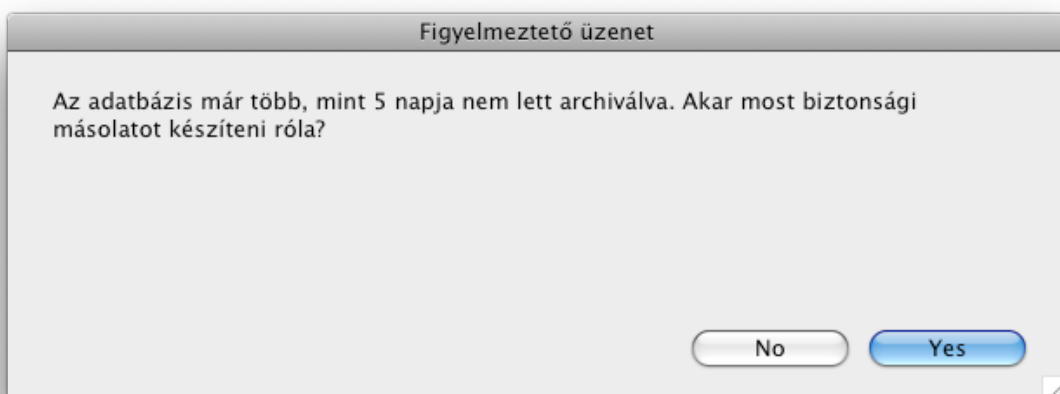 Figyelmeztető üzenet
Az adatbázis már több, mint 5 napja nem lett archiválva. Akar most biztonsági
másolatot készíteni róla?
No
Yes